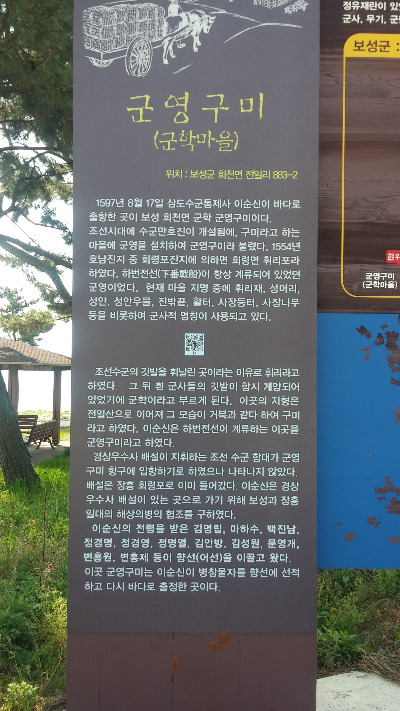 군영구미
(군학마을)
위치 : 보성군 회천면 전일리 883-2
1597년 8월 17일 삼도수군통제사 이순신이 바다로
출항한 곳이 보성 회천면 군학 군영구미이다.
조선시대에 수군만호진이 개설됨에, 구미라고 하는
마을에 군영을 설치하여 군영구미라 불렸다. 1554년
호남진지 중 회령포진지에 의하면 회령면 휘리포라
하였다. 하번전선(下番戰船)이 항상 계류되어 있었던
군영이었다. 현재 마을 지명 중에 휘리재, 성머리,
성안, 성안우물, 진밖끝, 활터, 사장등터, 사장나무
등을 비롯하여 군사적 명칭이 사용되고 있다.
조선수군의 깃발을 휘날린 곳이라는 이유로 휘리라고
하였다. 그 뒤 흰 군사들의 깃발이 항시 게양되어
있었기에 군학이라고 부르게 된다. 이곳의 지형은
전일산으로 이어져 그 모습이 거북과 같다 하여 구미
라고 하였다. 이순신은 하번전선이 계류하는 이곳을
군영구미라고 하였다.
경상우수사 배설이 지휘하는 조선 수군 함대가 군영
구미 항구에 입항하기로 하였으나 나타나지 않았다.
배설은 장흥 회령포로 이미 들어갔다. 이순신은 경상
우수사 배설이 있는 곳으로 가기 위해 보성과 장흥
일대의 해상의병의 협조를 구하였다.
이순신의 전령을 받은 김명립, 마하수, 백진남,
정경명, 정경영, 정명열, 김안방, 김성원, 문영개,
변홍원, 변홍제 등이 향선(어선)을 이끌고 왔다.
이곳 군영구미는 이순신이 병참물자를 향선에 선적
하고 다시 바다로 출정한 곳이다.
정유재란이 있
군사, 무기, 군
보성군 :
군영구미
(군학마을)